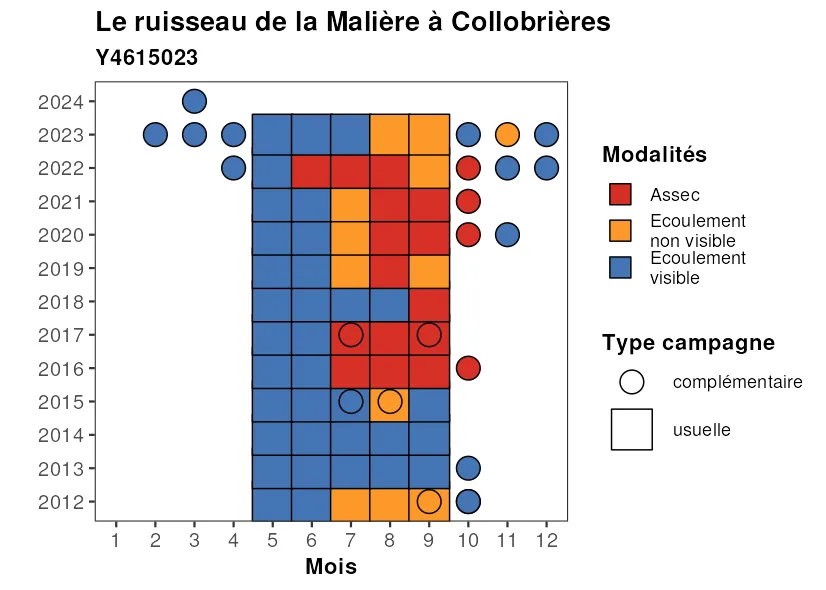 Le ruisseau de la Malière à Collobrières
Y4615023
2024
2023
2022
2021
2020
2019
2018
2017
2016
2015
2014
2013
2012
1 2 3 4 5 6 7 8 9 10 11 12
Mois
Modalités
Assec
Ecoulement
non visible
Ecoulement
visible
Type campagne
complémentaire
usuelle